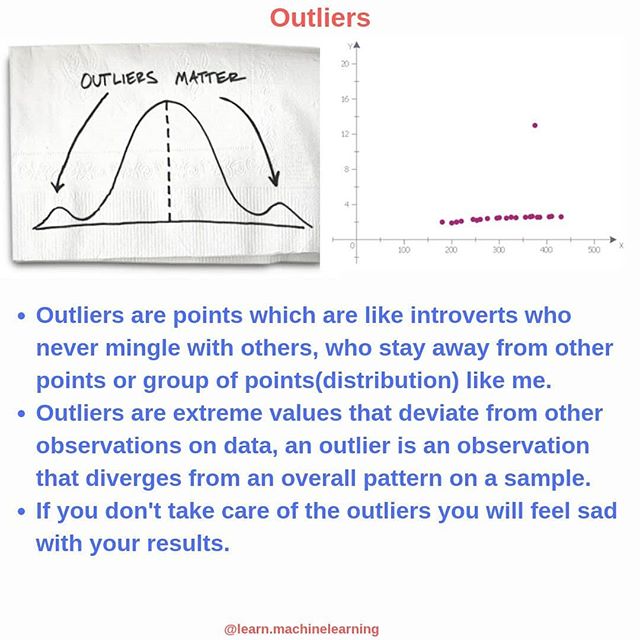 Outliers
OUTLIERS MATTER
Y
20
16
12
8
4
0
100
200
300
400
500
X
• Outliers are points which are like introverts who
never mingle with others, who stay away from other
points or group of points(distribution) like me.
• Outliers are extreme values that deviate from other
observations on data, an outlier is an observation
that diverges from an overall pattern on a sample.
• If you don't take care of the outliers you will feel sad
with your results.
@learn.machinelearning